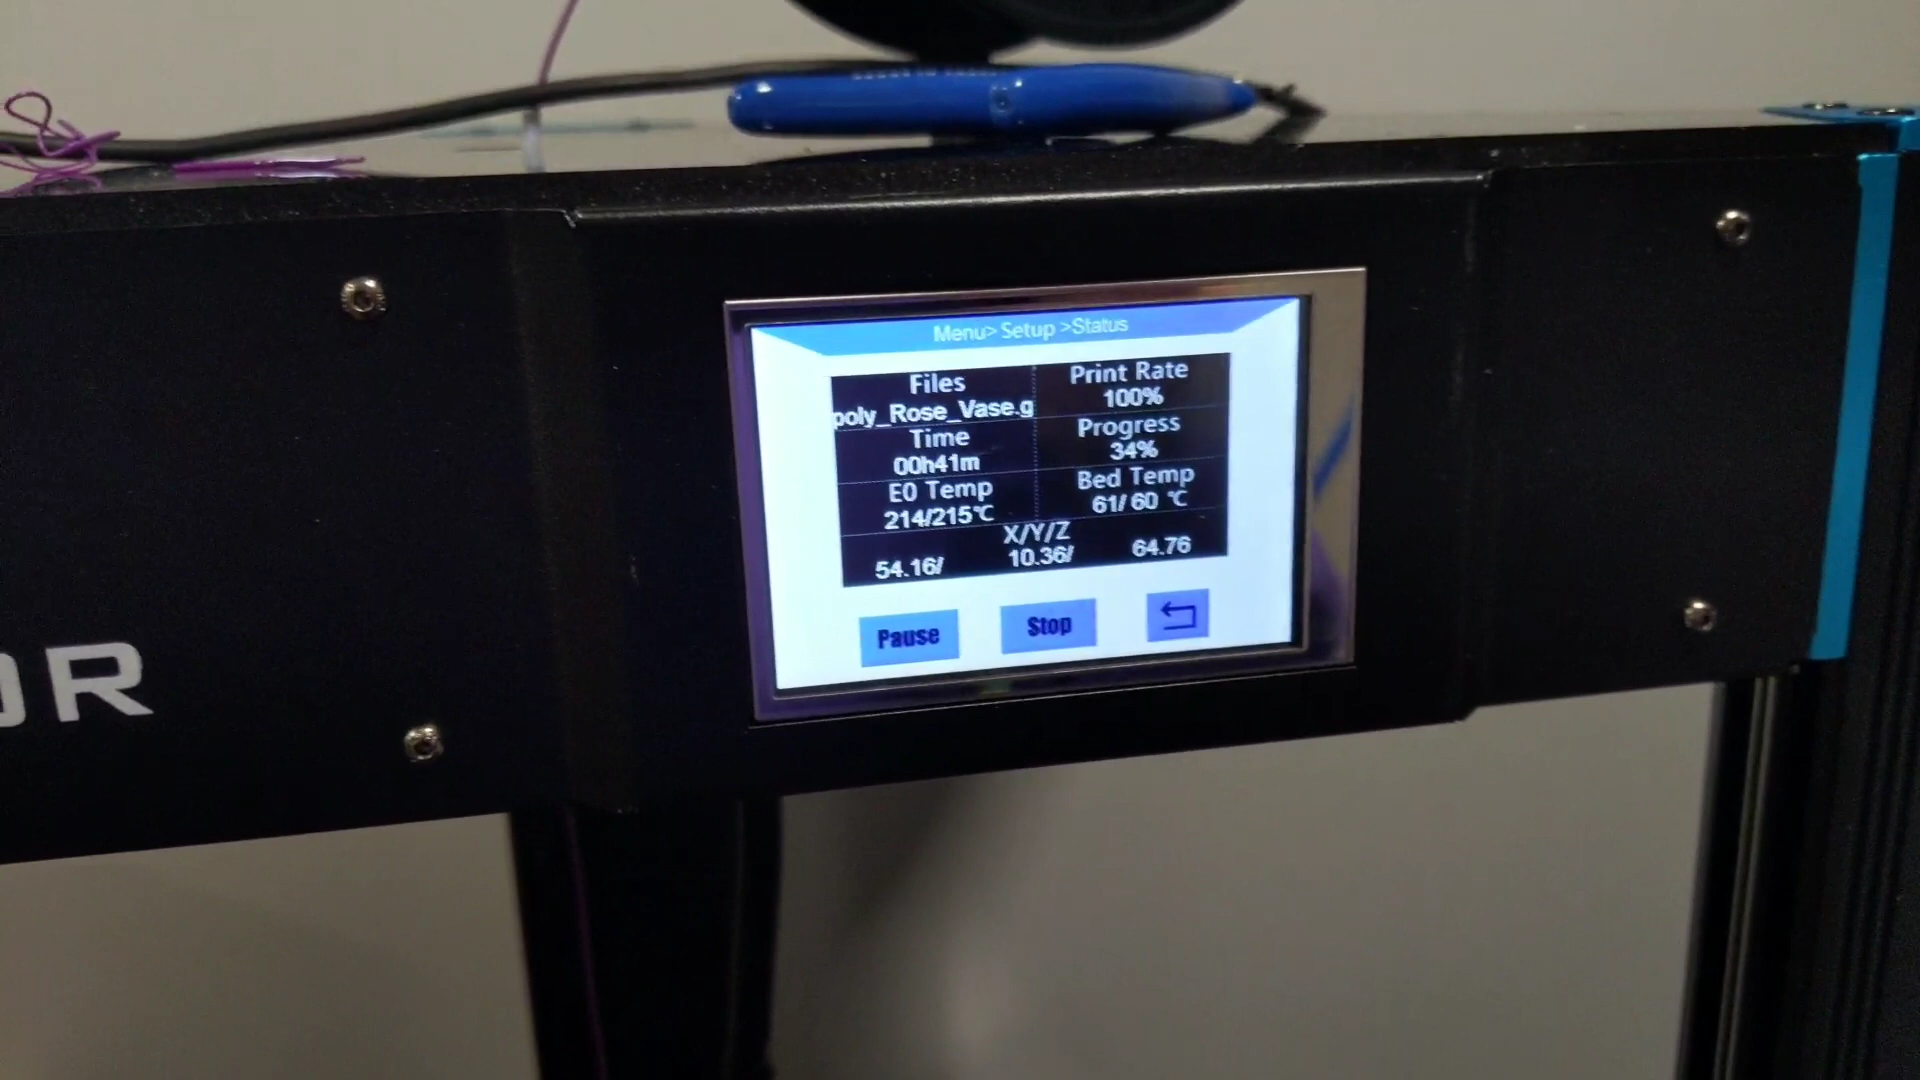 Menu> Setup >Status
Files
poly_Rose_Vase.g
Print Rate
100%
Time
00h41m
Progress
34%
E0 Temp
214/215℃
Bed Temp
61/ 60 ℃
X/Y/Z
54.16/ 10.36/ 64.76
Pause Stop
OR